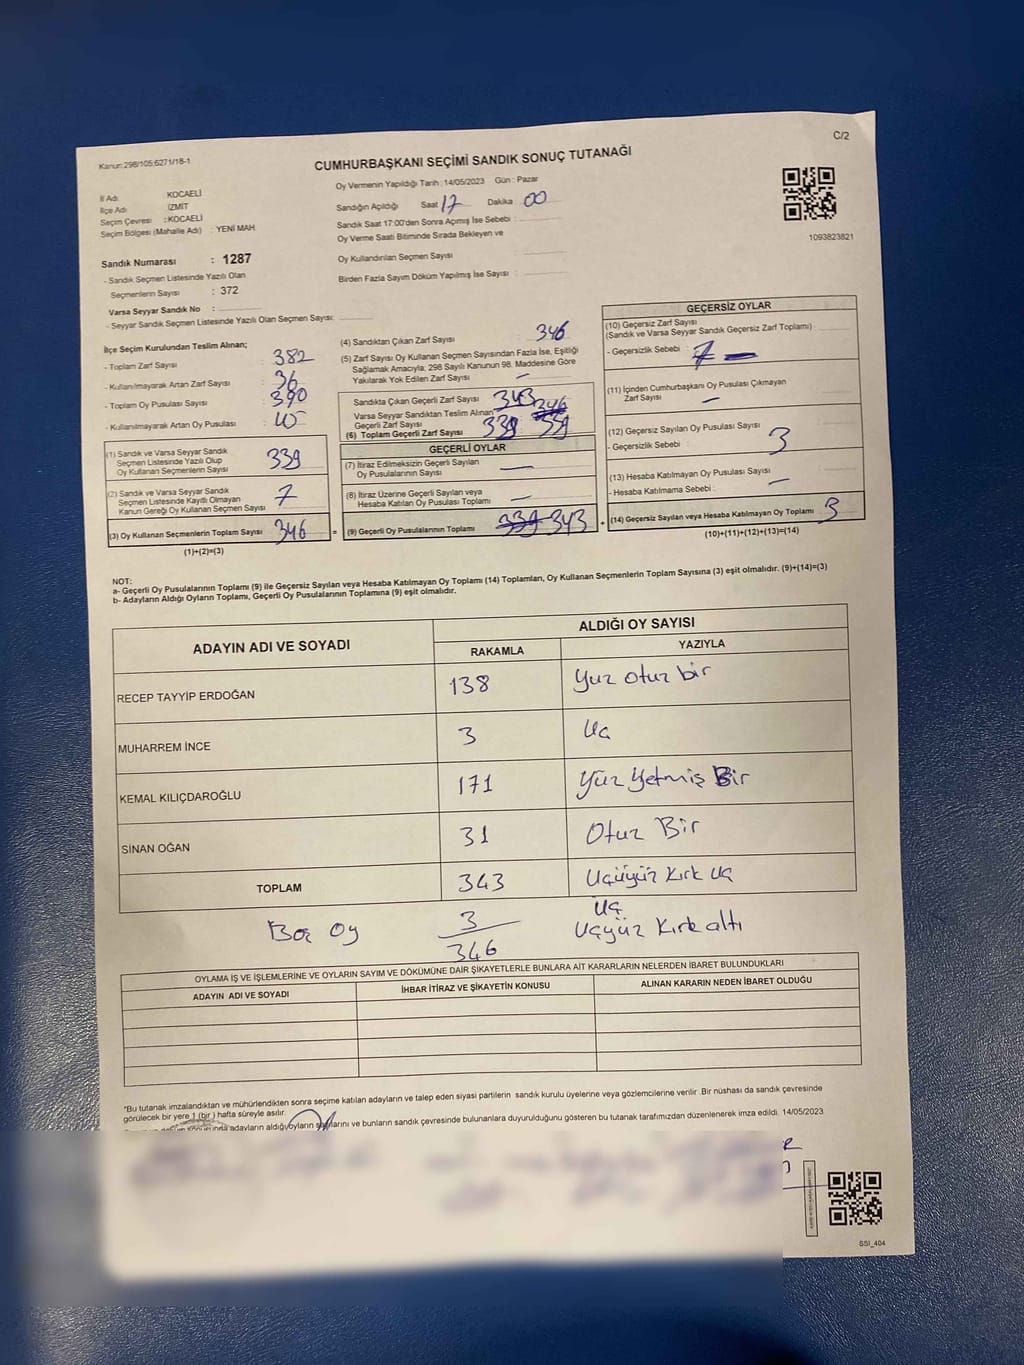 Kanun:298/105;6271/18-1
C/2
CUMHURBAŞKANI SEÇİMİ SANDIK SONUÇ TUTANAĞI
İl Adı : KOCAELİ
İlçe Adı : İZMİT
Seçim Çevresi : KOCAELİ
Seçim Bölgesi (Mahalle Adı) : YENİ MAH.
Oy Vermenin Yapıldığı Tarih : 14/05/2023 Gün : Pazar
Sandığın Açıldığı Saat 17 Dakika 00
Sandık Saat 17:00'den Sonra Açımış İse Sebebi :
Oy Verme Saati Bitiminde Sırada Bekleyen ve
Oy Kullandırılan Seçmen Sayısı :
Birden Fazla Sayım Döküm Yapılmış İse Sayısı :
1093823821
Sandık Numarası : 1287
- Sandık Seçmen Listesinde Yazılı Olan
Seçmenlerin Sayısı : 372
Varsa Seyyar Sandık No :
- Seyyar Sandık Seçmen Listesinde Yazılı Olan Seçmen Sayısı:
İlçe Seçim Kurulundan Teslim Alınan;
- Toplam Zarf Sayısı : 382
- Kullanılmayarak Artan Zarf Sayısı : 36
- Toplam Oy Pusulası Sayısı : 390
- Kullanılmayarak Artan Oy Pusulası :
(1) Sandık ve Varsa Seyyar Sandık
Seçmen Listesinde Yazılı Olup
Oy Kullanan Seçmenlerin Sayısı 339
(2) Sandık ve Varsa Seyyar Sandık
Seçmen Listesinde Kayıtlı Olmayan
Kanun Gereği Oy Kullanan Seçmen Sayısı 7
(3) Oy Kullanan Seçmenlerin Toplam Sayısı 346
(1)+(2)=(3)
(4) Sandıktan Çıkan Zarf Sayısı 346
(5) Zarf Sayısı Oy Kullanan Seçmen Sayısından Fazla İse, Eşitliği
Sağlamak Amacıyla; 298 Sayılı Kanunun 98. Maddesine Göre
Yakılarak Yok Edilen Zarf Sayısı : —
Sandıkta Çıkan Geçerli Zarf Sayısı 343
Varsa Seyyar Sandıktan Teslim Alınan
Geçerli Zarf Sayısı 346
(6) Toplam Geçerli Zarf Sayısı 339 339
GEÇERLİ OYLAR
(7) İtiraz Edilmeksizin Geçerli Sayılan
Oy Pusulalarının Sayısı —
(8) İtiraz Üzerine Geçerli Sayılan veya
Hesaba Katılan Oy Pusulası Toplamı —
(9) Geçerli Oy Pusulalarının Toplamı 339 343
GEÇERSİZ OYLAR
(10) Geçersiz Zarf Sayısı
(Sandık ve Varsa Seyyar Sandık Geçersiz Zarf Toplamı)
- Geçersizlik Sebebi : 7 —
(11) İçinden Cumhurbaşkanı Oy Pusulası Çıkmayan
Zarf Sayısı —
(12) Geçersiz Sayılan Oy Pusulası Sayısı
- Geçersizlik Sebebi : 3
(13) Hesaba Katılmayan Oy Pusulası Sayısı
- Hesaba Katılmama Sebebi : —
(14) Geçersiz Sayılan veya Hesaba Katılmayan Oy Toplamı 3
(10)+(11)+(12)+(13)=(14)
NOT:
a- Geçerli Oy Pusulalarının Toplamı (9) ile Geçersiz Sayılan veya Hesaba Katılmayan Oy Toplamı (14) Toplamları, Oy Kullanan Seçmenlerin Toplam Sayısına (3) eşit olmalıdır. (9)+(14)=(3)
b- Adayların Aldığı Oyların Toplamı, Geçerli Oy Pusulalarının Toplamına (9) eşit olmalıdır.
ADAYIN ADI VE SOYADI
ALDIĞI OY SAYISI
RAKAMLA YAZIYLA
RECEP TAYYİP ERDOĞAN 138 Yüz otuz bir
MUHARREM İNCE 3 Üç
KEMAL KILIÇDAROĞLU 171 Yüz Yetmiş Bir
SİNAN OĞAN 31 Otuz Bir
TOPLAM 343 Üçüyüz Kırk Üç
Boş Oy 3 Üç
346 Üçyüz Kırk altı
OYLAMA İŞ VE İŞLEMLERİNE VE OYLARIN SAYIM VE DÖKÜMÜNE DAİR ŞİKAYETLERLE BUNLARA AİT KARARLARIN NELERDEN İBARET BULUNDUKLARI
ADAYIN ADI VE SOYADI İHBAR İTİRAZ VE ŞİKAYETİN KONUSU ALINAN KARARIN NEDEN İBARET OLDUĞU
*Bu tutanak imzalandıktan ve mühürlendikten sonra seçime katılan adayların ve talep eden siyasi partilerin sandık kurulu üyelerine veya gözlemcilerine verilir. Bir nüshası da sandık çevresinde
görülecek bir yere 1 (bir) hafta süreyle asılır.
adayların aldığı oyların sayılarını ve bunların sandık çevresinde bulunanlara duyurulduğunu gösteren bu tutanak tarafımızdan düzenlenerek imza edildi. 14/05/2023
SSI_404